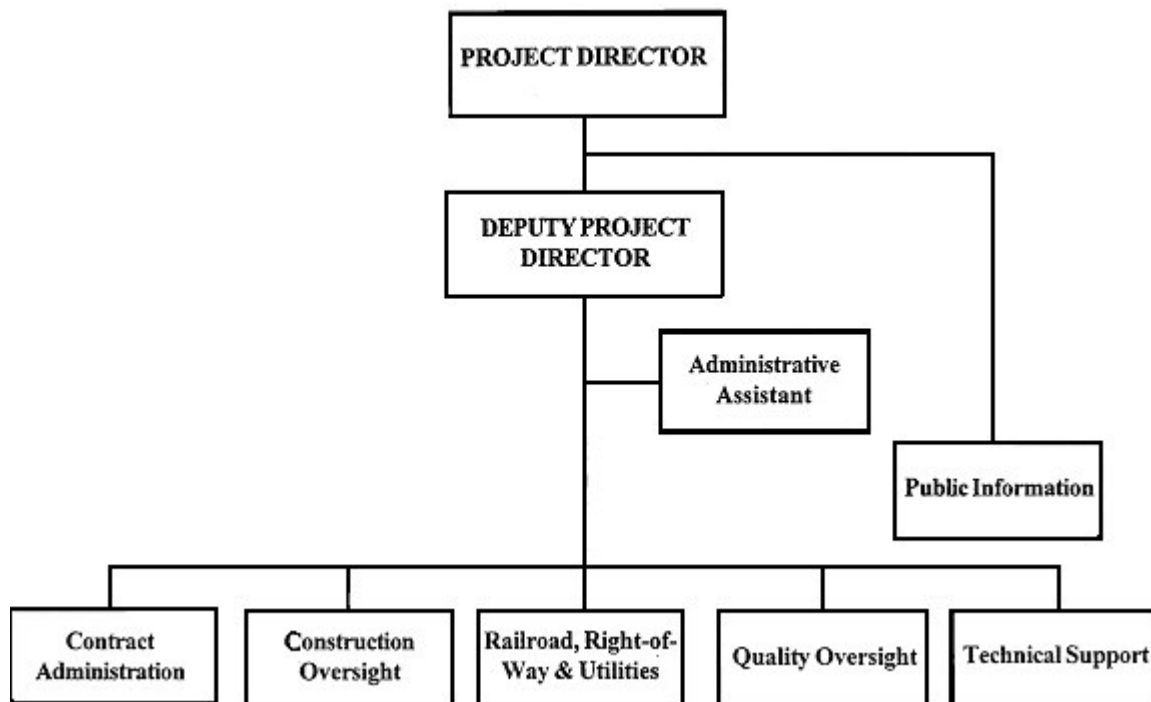 PROJECT DIRECTOR
DEPUTY PROJECT
DIRECTOR
Administrative
Assistant
Public Information
Contract
Administration
Construction
Oversight
Railroad, Right-of-
Way & Utilities
Quality Oversight
Technical Support